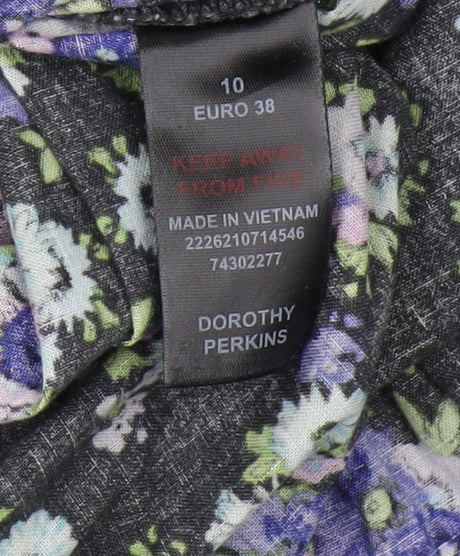 10
EURO 38
KEEP AWAY
FROM FIRE
MADE IN VIETNAM
2226210714546
74302277
DOROTHY
PERKINS